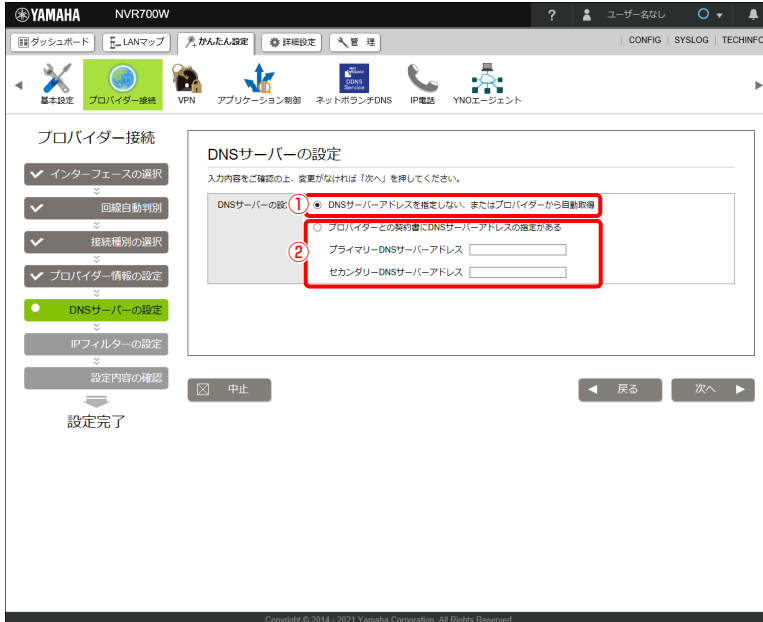 YAMAHA NVR700W ? ユーザー名なし
ダッシュボード LANマップ かんたん設定 詳細設定 管 理 CONFIG SYSLOG TECHINFO
基本設定 プロバイダー接続 VPN アプリケーション制御 ネットボランチDNS IP電話 YNOエージェント
DDNS
Service
プロバイダー接続
インターフェースの選択
回線自動判別
接続種別の選択
プロバイダー情報の設定
DNSサーバーの設定
IPフィルターの設定
設定内容の確認
設定完了
DNSサーバーの設定
入力内容をご確認の上、変更がなければ「次へ」を押してください。
DNSサーバーの設 ① DNSサーバーアドレスを指定しない、またはプロバイダーから自動取得
② プロバイダーとの契約書にDNSサーバーアドレスの指定がある
プライマリーDNSサーバーアドレス
セカンダリーDNSサーバーアドレス
中止 戻る 次へ
Copyright © 2014 - 2021 Yamaha Corporation. All Rights Reserved.